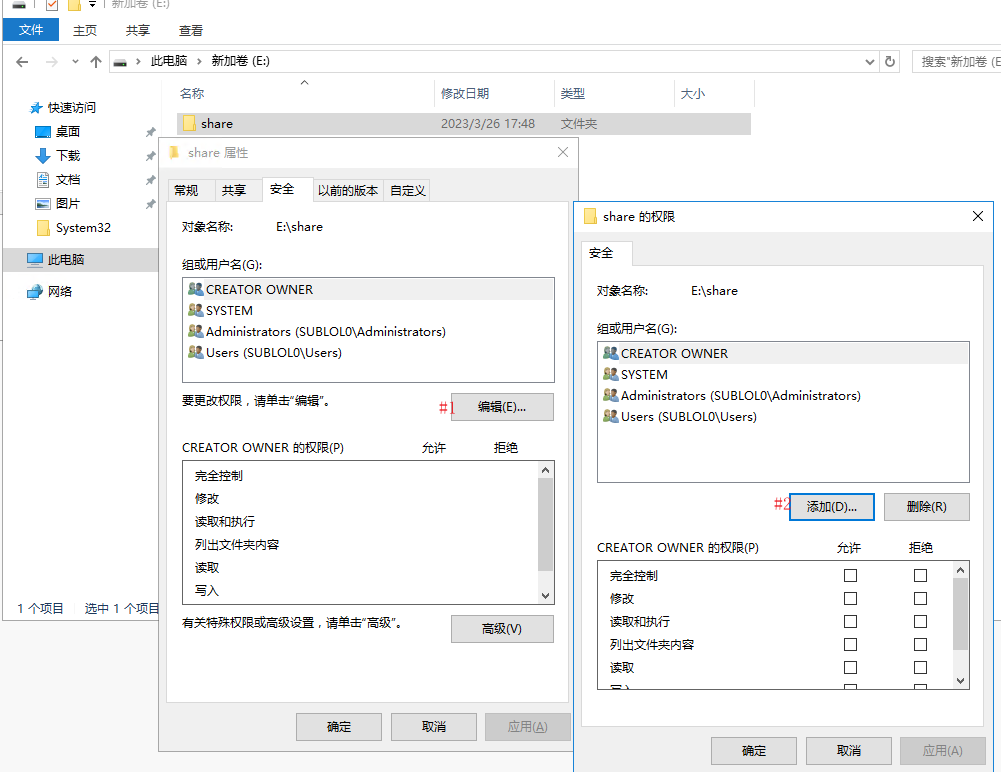 新加卷 (E:)
文件 主页 共享 查看
此电脑 新加卷 (E:) 搜索"新加卷 (E
名称 修改日期 类型 大小
share 2023/3/26 17:48 文件夹
快速访问
桌面
下载
文档
图片
System32
此电脑
网络
1 个项目 选中 1 个项目
share 属性
常规 共享 安全 以前的版本 自定义
对象名称: E:\share
组或用户名(G):
CREATOR OWNER
SYSTEM
Administrators (SUBLOL0\Administrators)
Users (SUBLOL0\Users)
要更改权限，请单击"编辑"。
#1 编辑(E)...
CREATOR OWNER 的权限(P) 允许 拒绝
完全控制
修改
读取和执行
列出文件夹内容
读取
写入
有关特殊权限或高级设置，请单击"高级"。
高级(V)
确定 取消 应用(A)
share 的权限
安全
对象名称: E:\share
组或用户名(G):
CREATOR OWNER
SYSTEM
Administrators (SUBLOL0\Administrators)
Users (SUBLOL0\Users)
#2 添加(D)... 删除(R)
CREATOR OWNER 的权限(P) 允许 拒绝
完全控制
修改
读取和执行
列出文件夹内容
读取
确定 取消 应用(A)